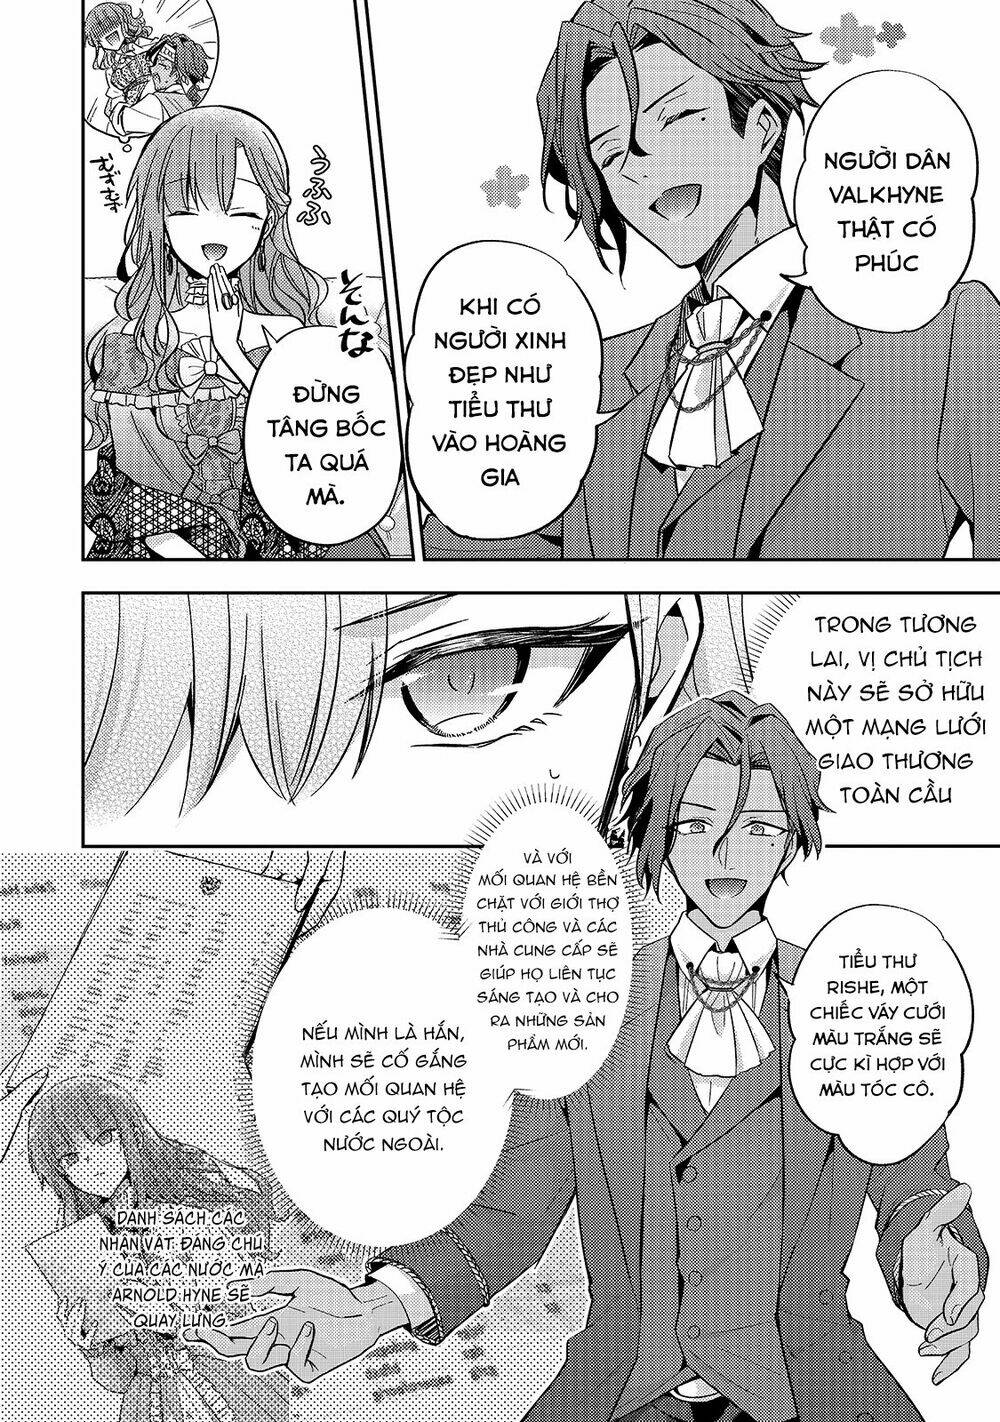 NGƯỜI DÂN
VALKHYNE
THẬT CÓ
PHÚC
KHI CÓ
NGƯỜI XINH
ĐẸP NHƯ
TIỂU THƯ
VÀO HOÀNG
GIA
うふふ
むぎむぎ
そんな
ĐỪNG
TÂNG BỐC
TA QUÁ
MÀ.
TRONG TƯƠNG
LAI, VỊ CHỦ TỊCH
NÀY SẼ SỞ HỮU
MỘT MẠNG LƯỚI
GIAO THƯƠNG
TOÀN CẦU
VÀ VỚI
MỐI QUAN HỆ BỀN
CHẶT VỚI GIỚI THỢ
THỦ CÔNG VÀ CÁC
NHÀ CUNG CẤP SẼ
GIÚP HỌ LIÊN TỤC
SÁNG TẠO VÀ CHO
RA NHỮNG SẢN
PHẨM MỚI.
TIỂU THƯ
RISHE, MỘT
CHIẾC VÁY CƯỚI
MÀU TRẮNG SẼ
CỰC KÌ HỢP VỚI
MÀU TÓC CÔ.
NẾU MÌNH LÀ HẮN,
MÌNH SẼ CỐ GẮNG
TẠO MỐI QUAN HỆ
VỚI CÁC QUÝ TỘC
NƯỚC NGOÀI.
DANH SÁCH CÁC
NHÂN VẬT ĐÁNG CHÚ
Ý CỦA CÁC NƯỚC MÀ
ARNOLD HYNE SẼ
QUAY LƯNG